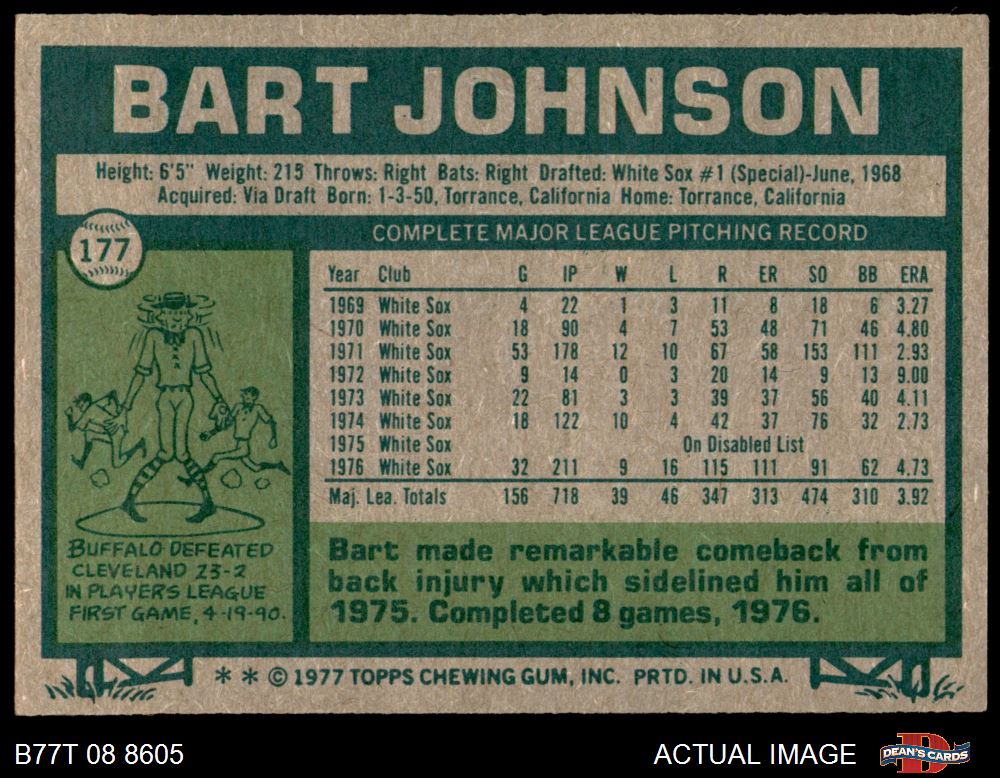 BART JOHNSON
Height: 6'5" Weight: 215 Throws: Right Bats: Right Drafted: White Sox #1 (Special)-June, 1968
Acquired: Via Draft Born: 1-3-50, Torrance, California Home: Torrance, California
177
COMPLETE MAJOR LEAGUE PITCHING RECORD
Year Club G IP W L R ER SO BB ERA
1969 White Sox 4 22 1 3 11 8 18 6 3.27
1970 White Sox 18 90 4 7 53 48 71 46 4.80
1971 White Sox 53 178 12 10 67 58 153 111 2.93
1972 White Sox 9 14 0 3 20 14 9 13 9.00
1973 White Sox 22 81 3 3 39 37 56 40 4.11
1974 White Sox 18 122 10 4 42 37 76 32 2.73
1975 White Sox On Disabled List
1976 White Sox 32 211 9 16 115 111 91 62 4.73
Maj. Lea. Totals 156 718 39 46 347 313 474 310 3.92
BUFFALO DEFEATED
CLEVELAND 23-2
IN PLAYERS LEAGUE
FIRST GAME, 4-19-90.
Bart made remarkable comeback from
back injury which sidelined him all of
1975. Completed 8 games, 1976.
* * © 1977 TOPPS CHEWING GUM, INC. PRTD. IN U.S.A.
B77T 08 8605
ACTUAL IMAGE
DEAN'S CARDS